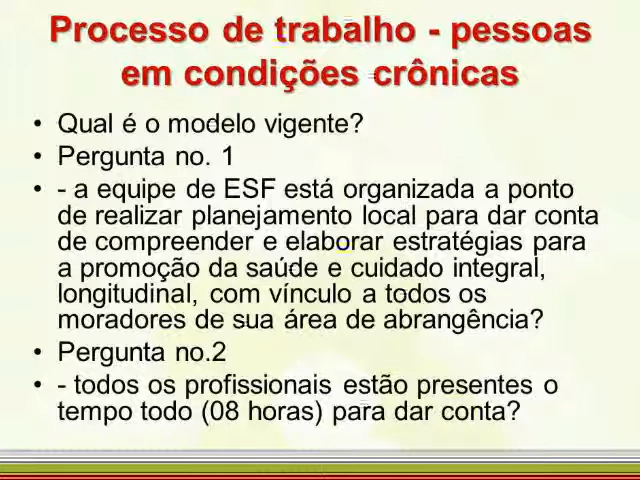 Processo de trabalho - pessoas
em condições crônicas
• Qual é o modelo vigente?
• Pergunta no. 1
• - a equipe de ESF está organizada a ponto
de realizar planejamento local para dar conta
de compreender e elaborar estratégias para
a promoção da saúde e cuidado integral,
longitudinal, com vínculo a todos os
moradores de sua área de abrangência?
• Pergunta no.2
• - todos os profissionais estão presentes o
tempo todo (08 horas) para dar conta?